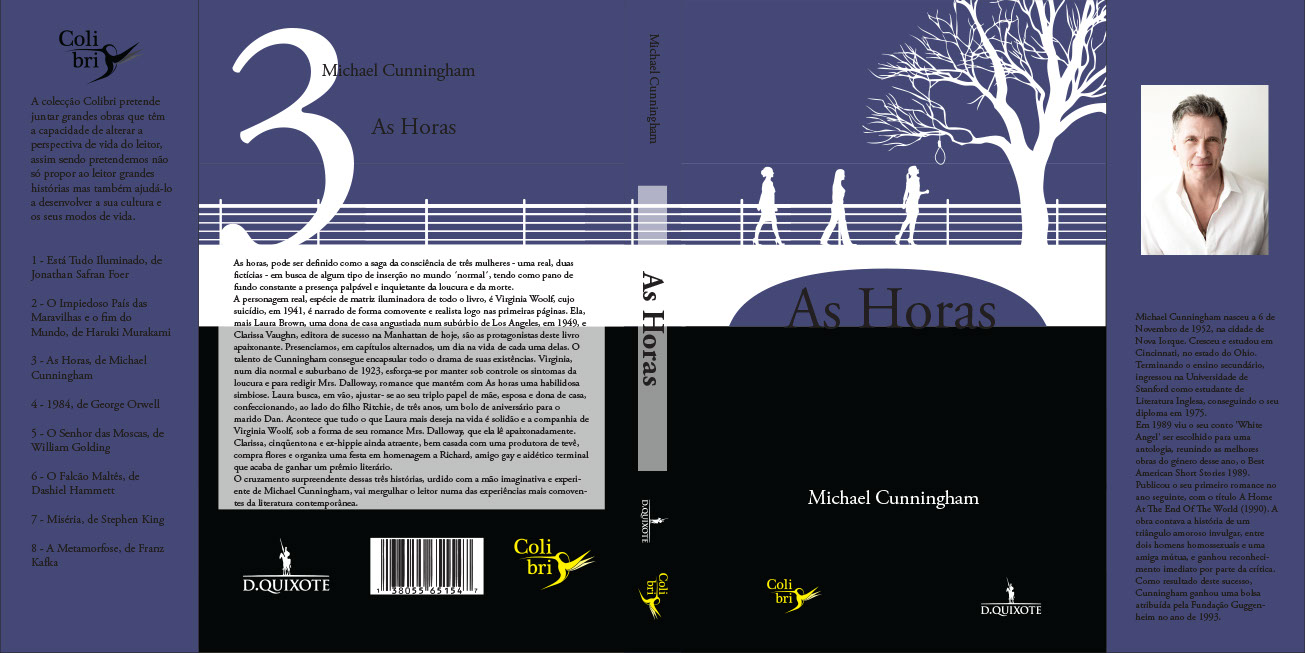 Coli
bri
A colecção Colibri pretende
juntar grandes obras que têm
a capacidade de alterar a
perspectiva de vida do leitor,
assim sendo pretendemos não
só propor ao leitor grandes
histórias mas também ajudá-lo
a desenvolver a sua cultura e
os seus modos de vida.
1 - Está Tudo Iluminado, de
Jonathan Safran Foer
2 - O Impiedoso País das
Maravilhas e o fim do
Mundo, de Haruki Murakami
3 - As Horas, de Michael
Cunningham
4 - 1984, de George Orwell
5 - O Senhor das Moscas, de
William Golding
6 - O Falcão Maltês, de
Dashiel Hammett
7 - Miséria, de Stephen King
8 - A Metamorfose, de Franz
Kafka
3
Michael Cunningham
As Horas
As horas, pode ser definido como a saga da consciência de três mulheres - uma real, duas
fictícias - em busca de algum tipo de inserção no mundo ´normal´, tendo como pano de
fundo constante a presença palpável e inquietante da loucura e da morte.
A personagem real, espécie de matriz iluminadora de todo o livro, é Virginia Woolf, cujo
suicídio, em 1941, é narrado de forma comovente e realista logo nas primeiras páginas. Ela,
mais Laura Brown, uma dona de casa angustiada num subúrbio de Los Angeles, em 1949, e
Clarissa Vaughn, editora de sucesso na Manhattan de hoje, são as protagonistas deste livro
apaixonante. Presenciamos, em capítulos alternados, um dia na vida de cada uma delas. O
talento de Cunningham consegue encapsular todo o drama de suas existências. Virginia,
num dia normal e suburbano de 1923, esforça-se por manter sob controle os sintomas da
loucura e para redigir Mrs. Dalloway, romance que mantém com As horas uma habilidosa
simbiose. Laura busca, em vão, ajustar- se ao seu triplo papel de mãe, esposa e dona de casa,
confeccionando, ao lado do filho Ritchie, de três anos, um bolo de aniversário para o
marido Dan. Acontece que tudo o que Laura mais deseja na vida é solidão e a companhia de
Virginia Woolf, sob a forma de seu romance Mrs. Dalloway, que ela lê apaixonadamente.
Clarissa, cinqüentona e ex-hippie ainda atraente, bem casada com uma produtora de tevê,
compra flores e organiza uma festa em homenagem a Richard, amigo gay e aidético terminal
que acaba de ganhar um prêmio literário.
O cruzamento surpreendente dessas três histórias, urdido com a mão imaginativa e experi-
ente de Michael Cunningham, vai mergulhar o leitor numa das experiências mais comoven-
tes da literatura contemporânea.
D.QUIXOTE
1 38055 65154 7
Coli
bri
Michael Cunningham
As Horas
D.QUIXOTE
Coli
bri
As Horas
Michael Cunningham
Coli
bri
D.QUIXOTE
Michael Cunningham nasceu a 6 de
Novembro de 1952, na cidade de
Nova Iorque. Cresceu e estudou em
Cincinnati, no estado do Ohio.
Terminando o ensino secundário,
ingressou na Universidade de
Stanford como estudante de
Literatura Inglesa, conseguindo o seu
diploma em 1975.
Em 1989 viu o seu conto 'White
Angel' ser escolhido para uma
antologia, reunindo as melhores
obras do género desse ano, o Best
American Short Stories 1989.
Publicou o seu primeiro romance no
ano seguinte, com o título A Home
At The End Of The World (1990). A
obra contava a história de um
triângulo amoroso invulgar, entre
dois homens homossexuais e uma
amiga mútua, e ganhou reconheci-
mento imediato por parte da crítica.
Como resultado deste sucesso,
Cunningham ganhou uma bolsa
atribuída pela Fundação Guggen-
heim no ano de 1993.